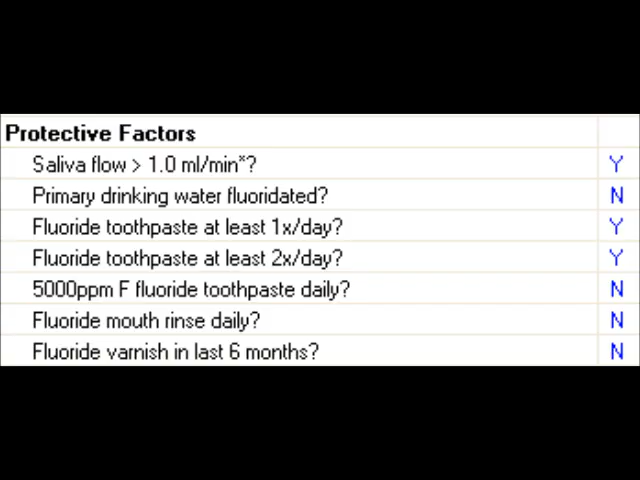 Protective Factors
Saliva flow > 1.0 ml/min*? Y
Primary drinking water fluoridated? N
Fluoride toothpaste at least 1x/day? Y
Fluoride toothpaste at least 2x/day? Y
5000ppm F fluoride toothpaste daily? N
Fluoride mouth rinse daily? N
Fluoride varnish in last 6 months? N